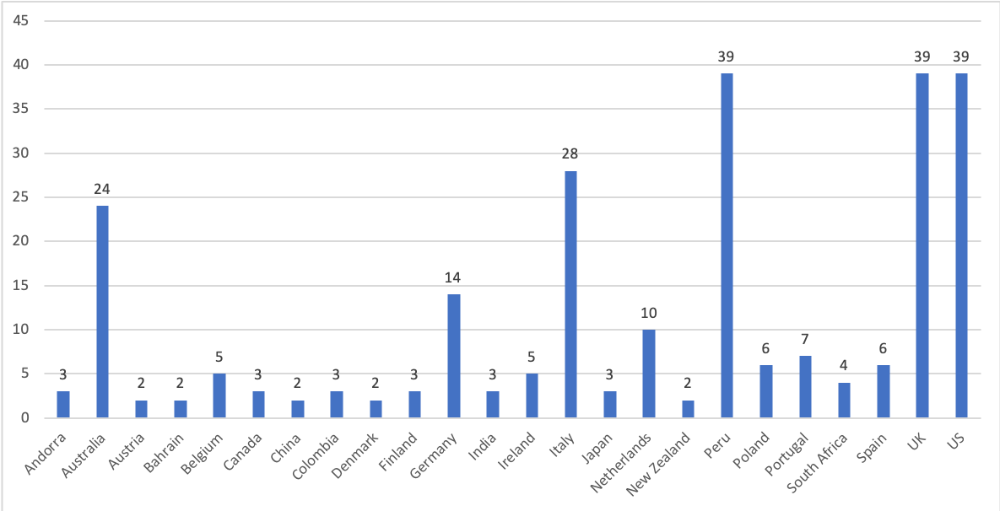 45
40
35
30
25
20
15
10
5
0
3
24
2
2
5
3
2
3
2
3
14
3
5
28
3
10
2
39
6
7
4
6
39
39
Andorra
Australia
Austria
Bahrain
Belgium
Canada
China
Colombia
Denmark
Finland
Germany
India
Ireland
Italy
Japan
Netherlands
New Zealand
Peru
Poland
Portugal
South Africa
Spain
UK
US